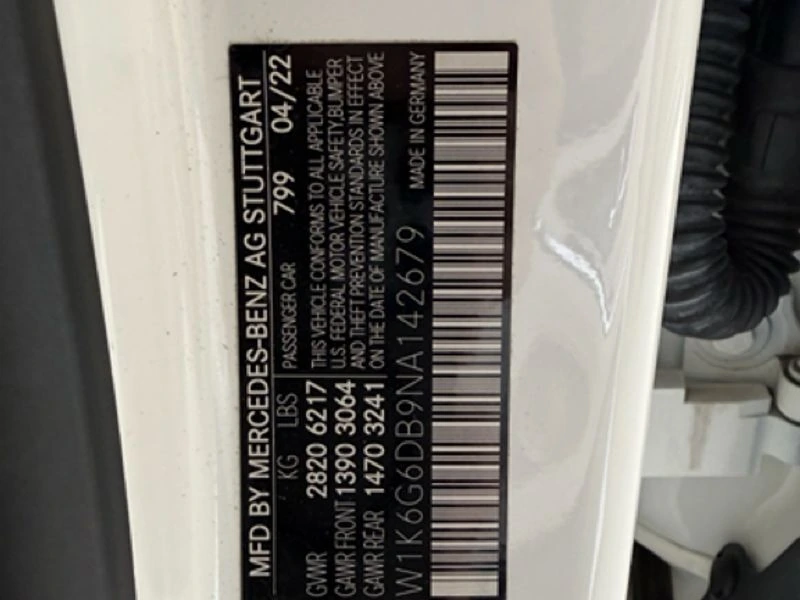 MFD BY MERCEDES-BENZ AG STUTTGART
KG LBS PASSENGER CAR 799 04/22
GVWR 2820 6217
GAWR FRONT 1390 3064
GAWR REAR 1470 3241
THIS VEHICLE CONFORMS TO ALL APPLICABLE
U.S. FEDERAL MOTOR VEHICLE SAFETY, BUMPER
AND THEFT PREVENTION STANDARDS IN EFFECT
ON THE DATE OF MANUFACTURE SHOWN ABOVE
W1K6G6DB9NA142679 MADE IN GERMANY